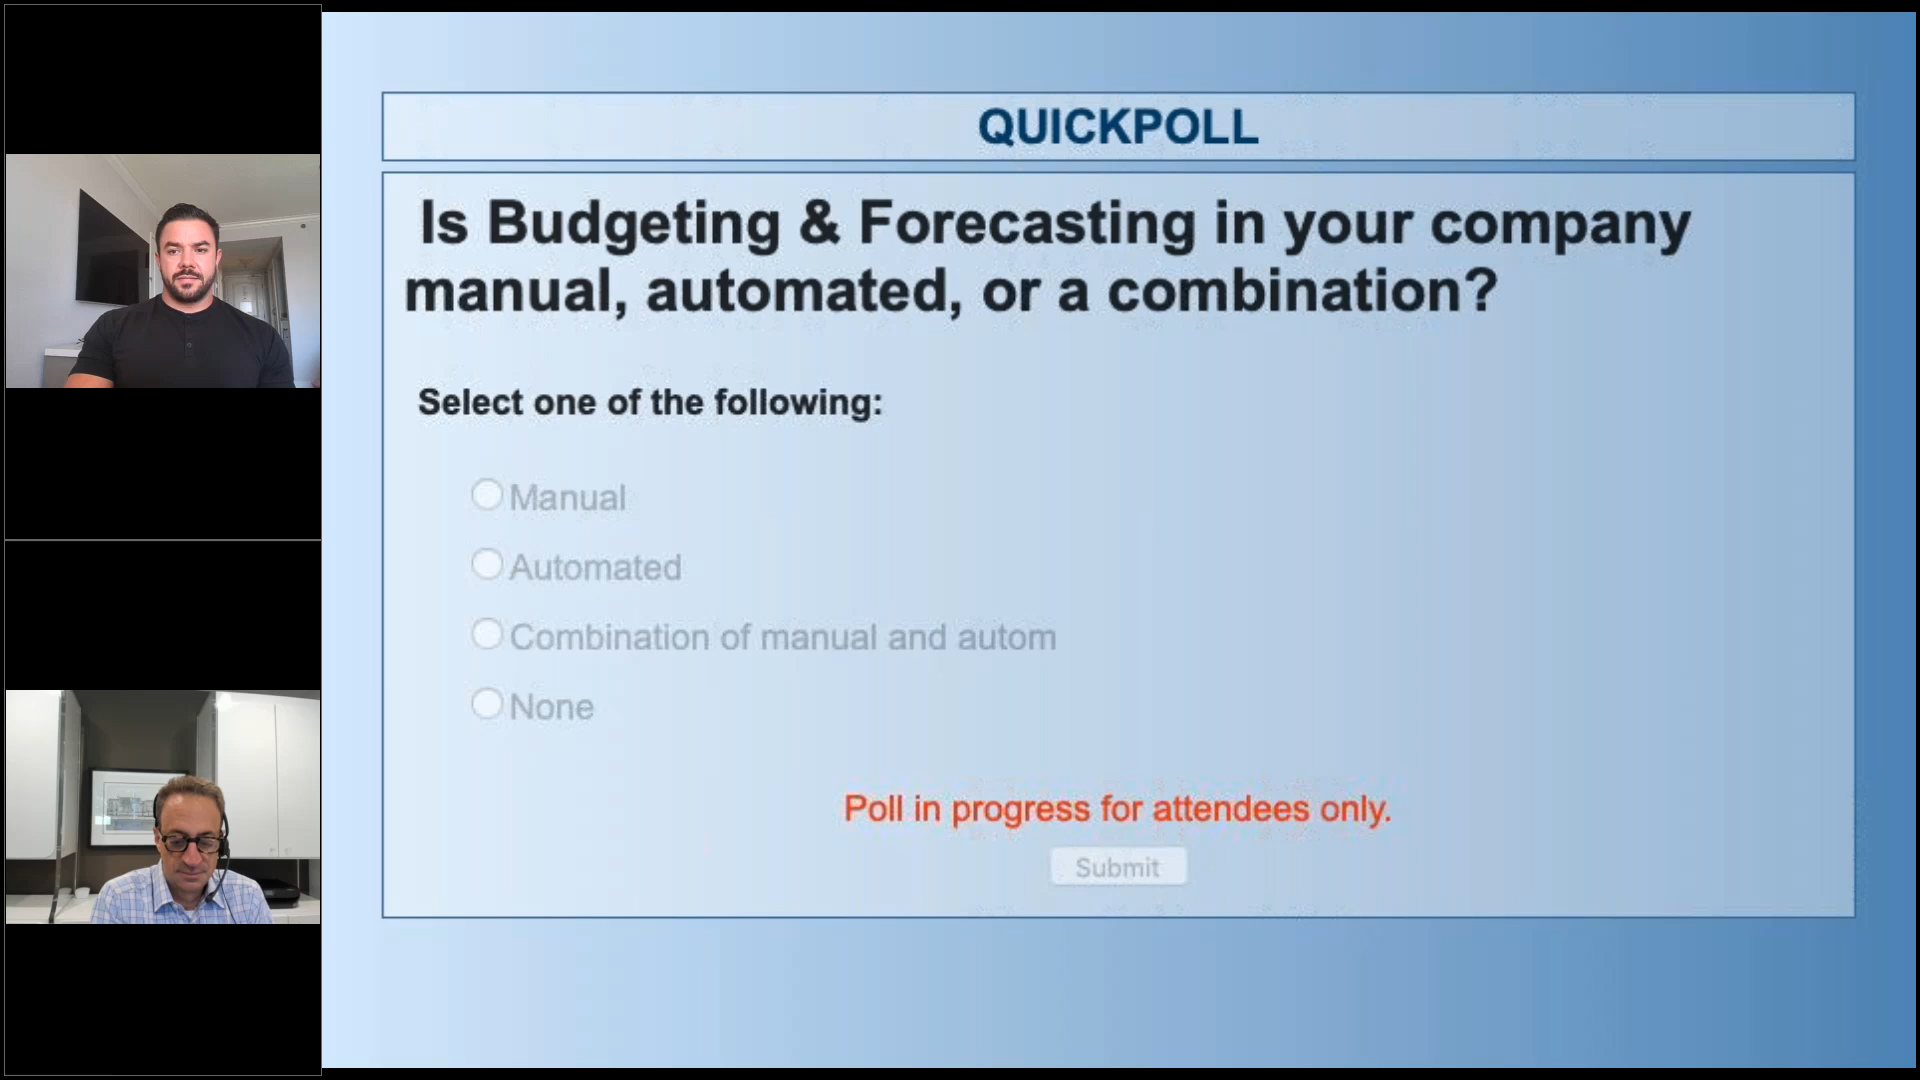 QUICKPOLL
Is Budgeting & Forecasting in your company
manual, automated, or a combination?
Select one of the following:
Manual
Automated
Combination of manual and autom
None
Poll in progress for attendees only.
Submit